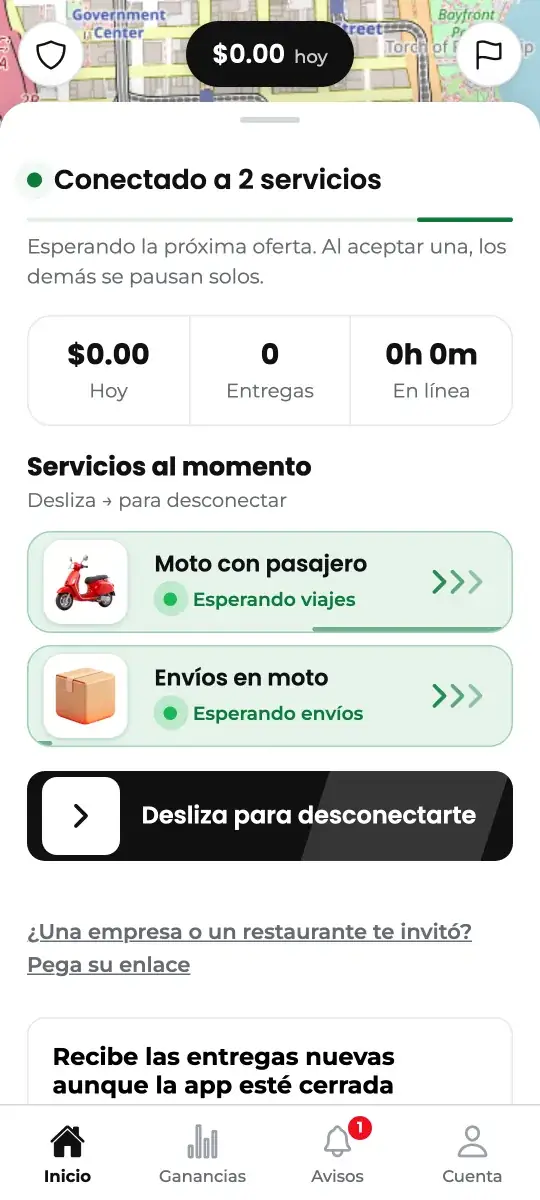 Government
Center
Bayfront
$0.00 hoy
treet
Torch of
Conectado a 2 servicios
Esperando la próxima oferta. Al aceptar una, los
demás se pausan solos.
$0.00
Hoy
0
Entregas
0h 0m
En línea
Servicios al momento
Desliza → para desconectar
Moto con pasajero
Esperando viajes
Envíos en moto
Esperando envíos
Desliza para desconectarte
¿Una empresa o un restaurante te invitó?
Pega su enlace
Recibe las entregas nuevas
aunque la app esté cerrada
1
Inicio
Ganancias
Avisos
Cuenta